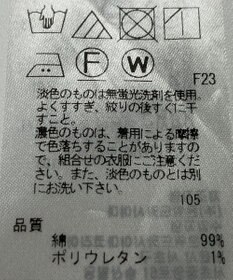 F W
F23
淡色のものは無蛍光洗剤を使用、
よくすすぎ、絞りの後すぐに干
すこと。
濃色のものは、着用による摩擦
で色落ちすることがありますの
で、組合せの衣服にご注意下
さい。また、淡色のものとは別
にお洗い下さい。
105
品質
綿 99%
ポリウレタン 1%